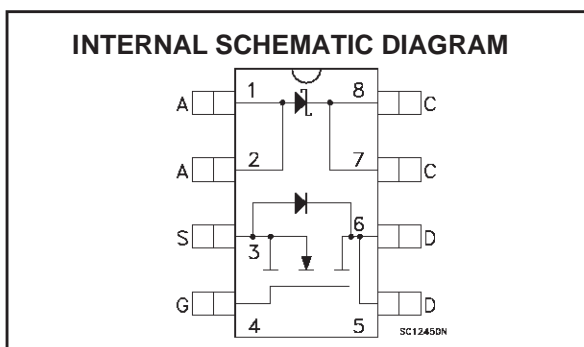 INTERNAL SCHEMATIC DIAGRAM
A 1 8 C
A 2 7 C
S 3 6 D
G 4 5 D
SC12450N